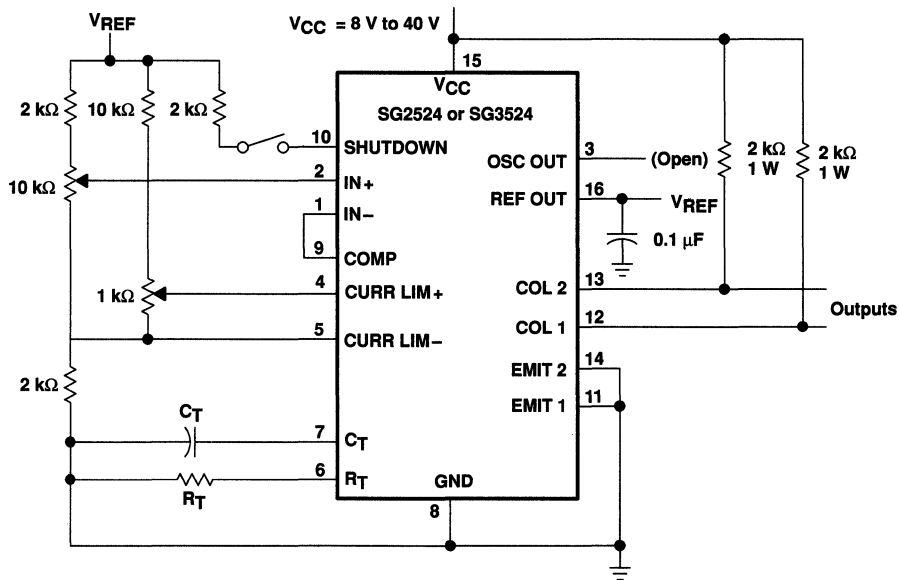 VREF
VCC = 8 V to 40 V
15
VCC
SG2524 or SG3524
2 kΩ
10 kΩ
2 kΩ
10
SHUTDOWN
OSC OUT
3
(Open)
2 kΩ
1 W
2 kΩ
1 W
10 kΩ
2
IN+
REF OUT
16
VREF
1
IN−
0.1 μF
9
COMP
1 kΩ
4
CURR LIM+
COL 2
13
Outputs
5
CURR LIM−
COL 1
12
2 kΩ
EMIT 2
14
EMIT 1
11
CT
7
CT
6
RT
RT
GND
8